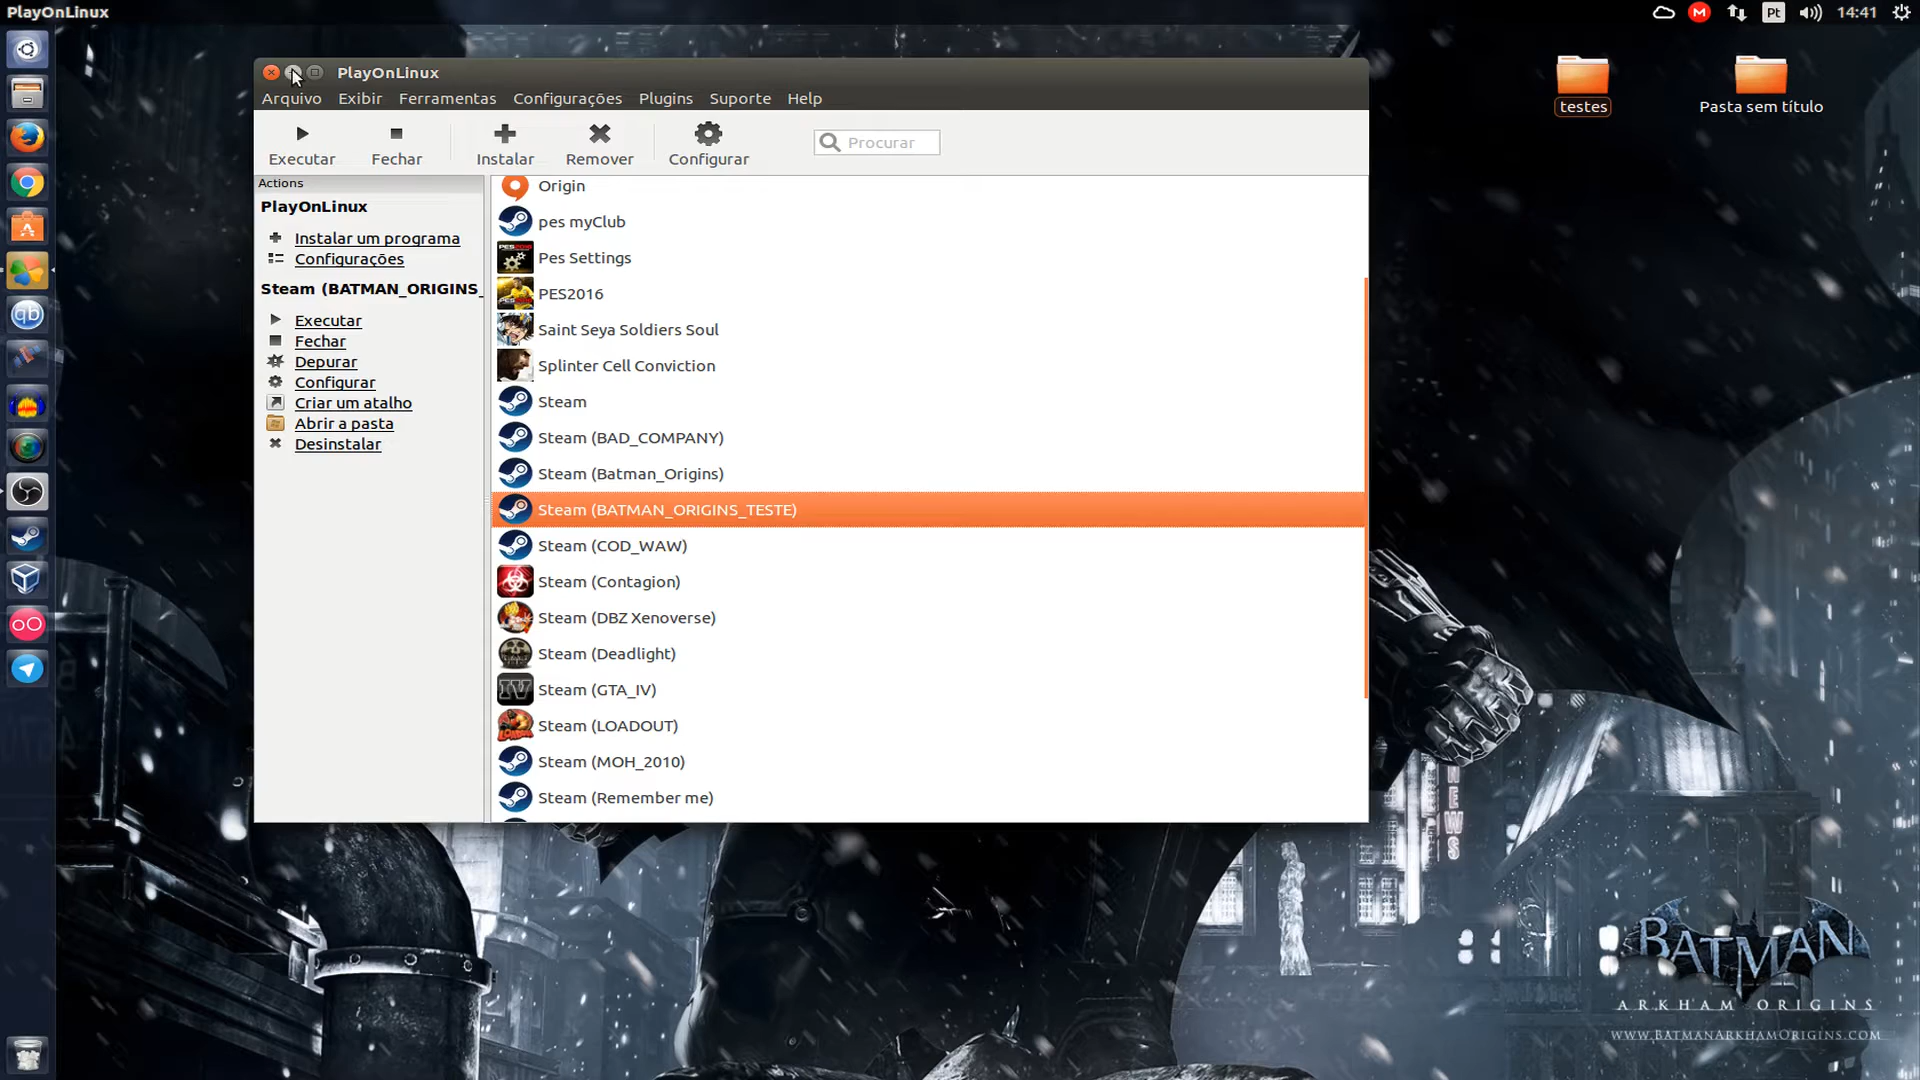 PlayOnLinux
Pt
14:41
PlayOnLinux
Arquivo Exibir Ferramentas Configurações Plugins Suporte Help
Executar Fechar Instalar Remover Configurar Procurar
Actions
PlayOnLinux
Instalar um programa
Configurações
Steam (BATMAN_ORIGINS_
Executar
Fechar
Depurar
Configurar
Criar um atalho
Abrir a pasta
Desinstalar
Origin
pes myClub
Pes Settings
PES2016
Saint Seya Soldiers Soul
Splinter Cell Conviction
Steam
Steam (BAD_COMPANY)
Steam (Batman_Origins)
Steam (BATMAN_ORIGINS_TESTE)
Steam (COD_WAW)
Steam (Contagion)
Steam (DBZ Xenoverse)
Steam (Deadlight)
Steam (GTA_IV)
Steam (LOADOUT)
Steam (MOH_2010)
Steam (Remember me)
testes
Pasta sem título
NEWS
BATMAN
ARKHAM ORIGINS
WWW.BATMANARKHAMORIGINS.COM